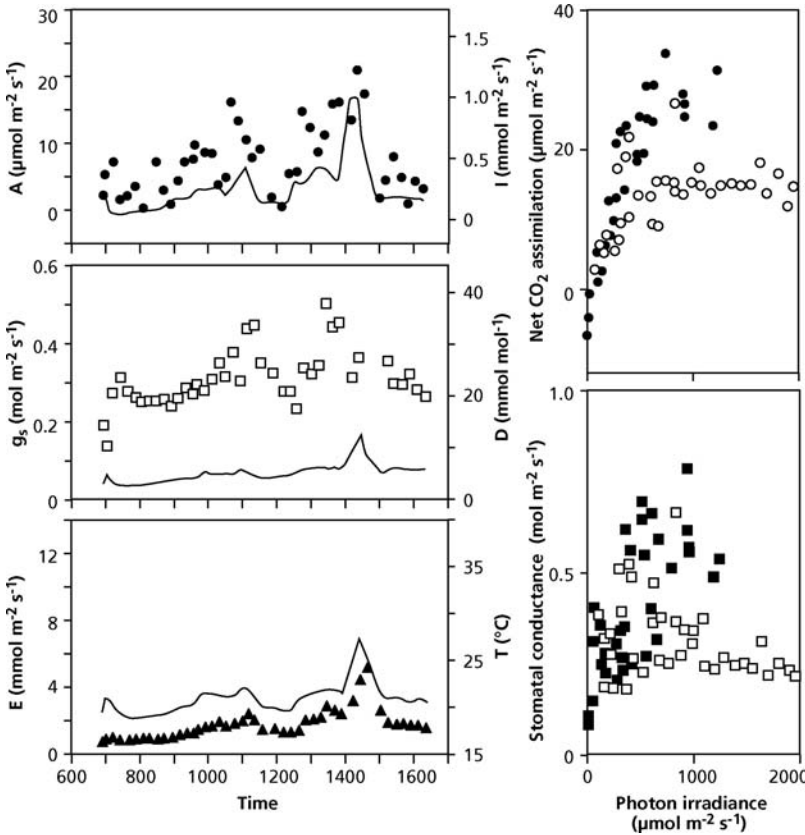 30
20
10
0
A (µmol m-2 s-1)
1.5
1.0
0.5
0
I (mmol m-2 s-1)
0.6
0.4
0.2
0
gs (mol m-2 s-1)
40
30
20
10
0
D (mmol mol-1)
12
8
4
0
E (mmol m-2 s-1)
35
25
15
T (°C)
600 800 1000 1200 1400 1600
Time
40
20
0
Net CO2 assimilation (µmol m-2 s-1)
1.0
0.5
0
Stomatal conductance (mol m-2 s-1)
0 1000 2000
Photon irradiance
(µmol m-2 s-1)